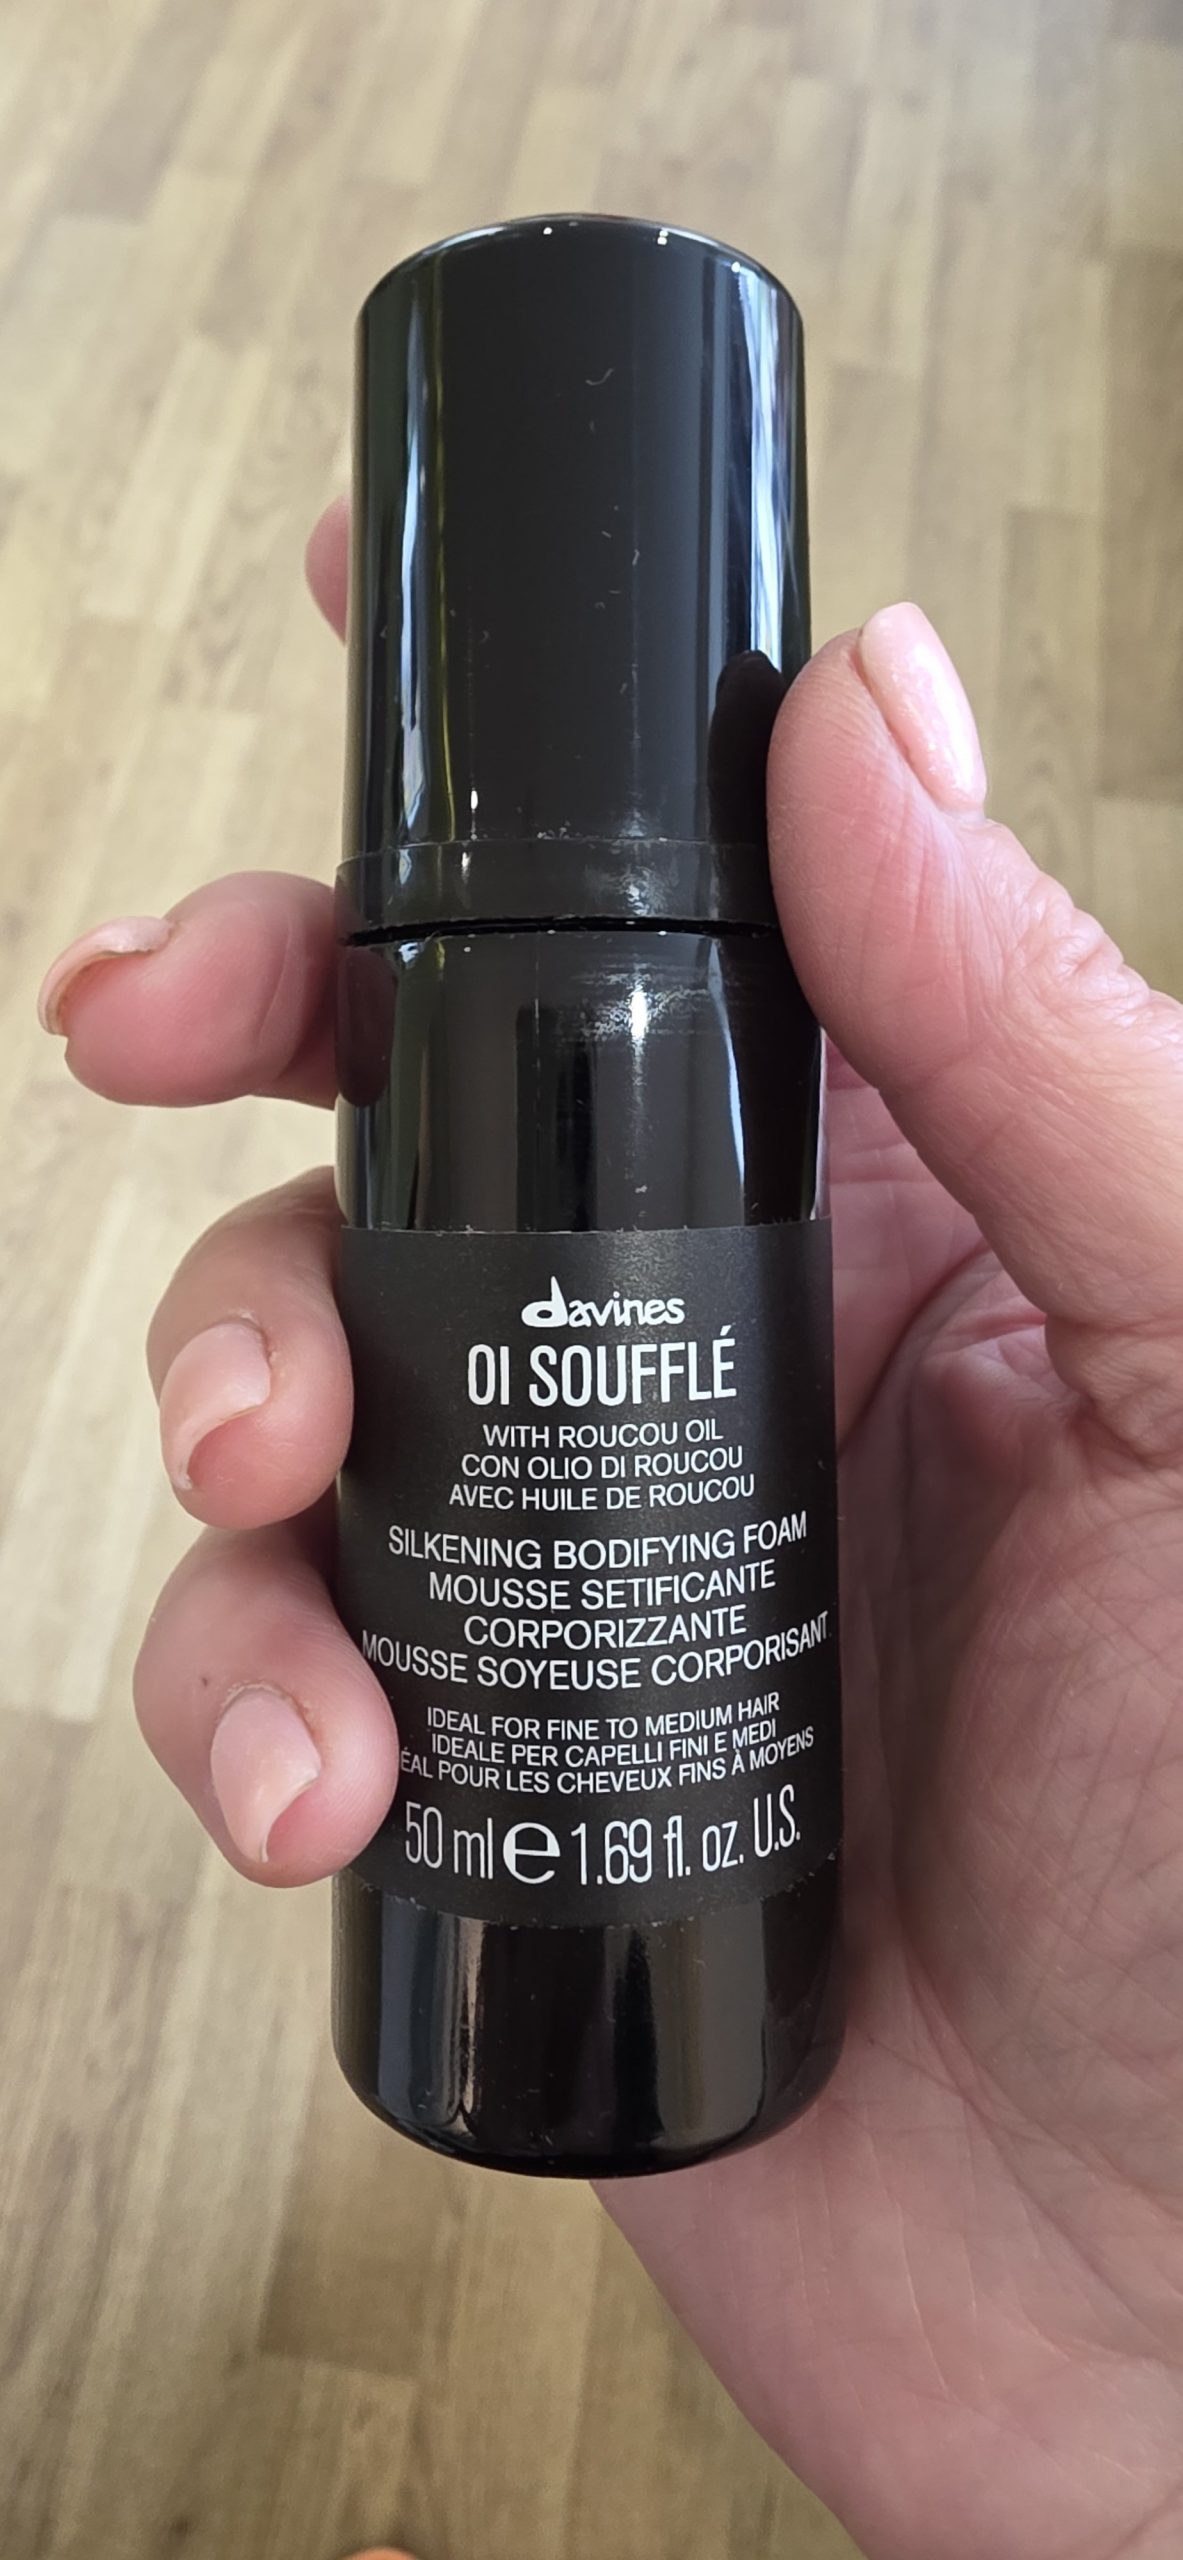 davines
OI SOUFFLÉ
WITH ROUCOU OIL
CON OLIO DI ROUCOU
AVEC HUILE DE ROUCOU
SILKENING BODIFYING FOAM
MOUSSE SETIFICANTE
CORPORIZZANTE
MOUSSE SOYEUSE CORPORISANT
IDEAL FOR FINE TO MEDIUM HAIR
IDEALE PER CAPELLI FINI E MEDI
ÉAL POUR LES CHEVEUX FINS À MOYENS
50 ml e 1.69 fl. oz. U.S.